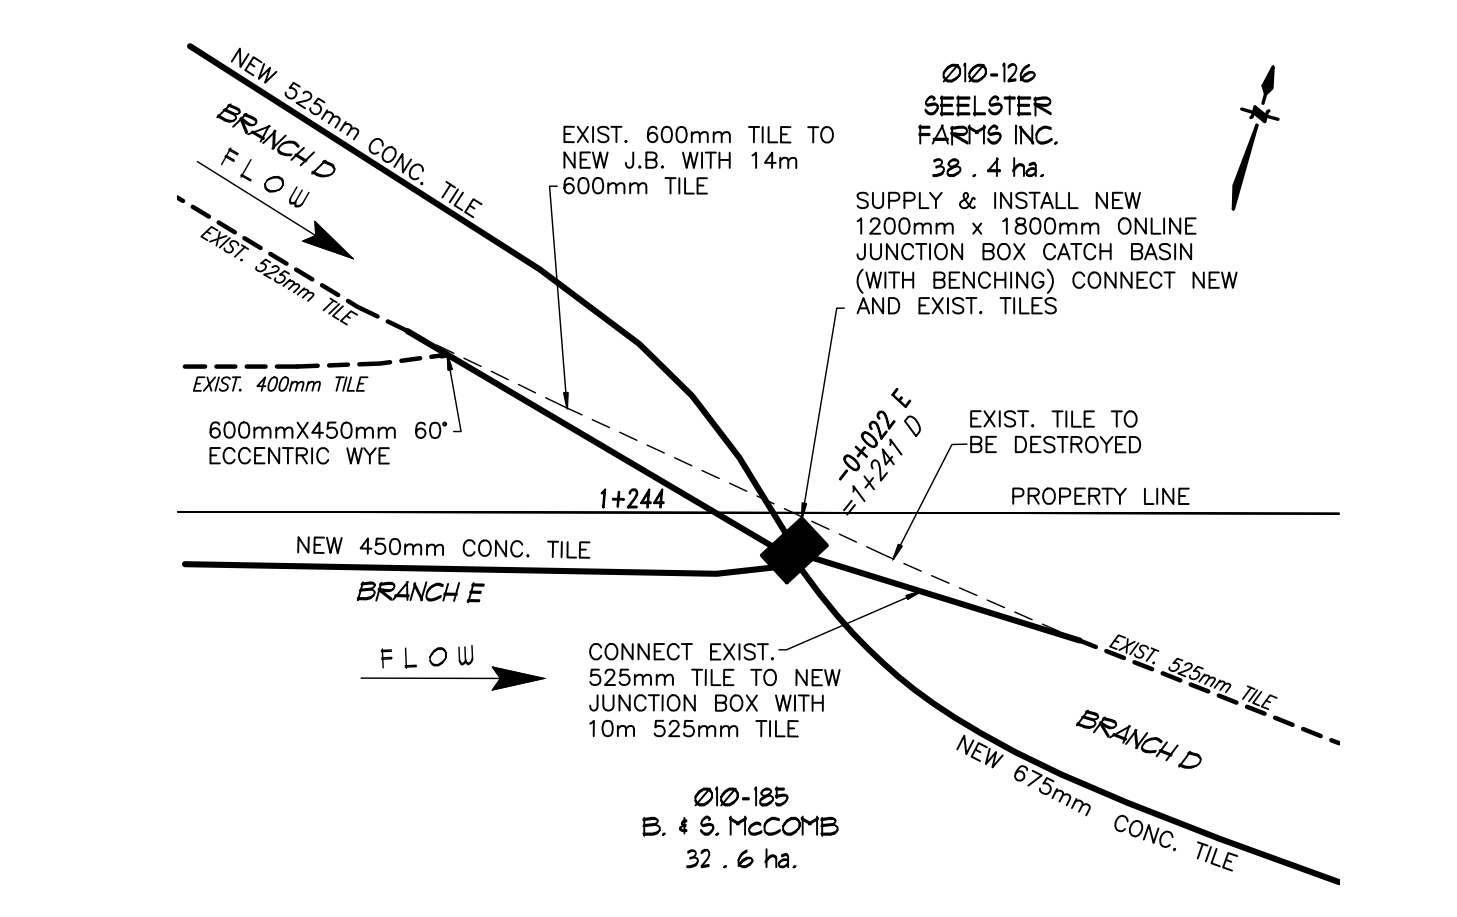 NEW 525mm CONC. TILE
BRANCH D
FLOW
EXIST. 525mm TILE
EXIST. 600mm TILE TO
NEW J.B. WITH 14m
600mm TILE
Ø1Ø-126
SEELSTER
FARMS INC.
38 . 4 ha.
N
SUPPLY & INSTALL NEW
1200mm x 1800mm ONLINE
JUNCTION BOX CATCH BASIN
(WITH BENCHING) CONNECT NEW
AND EXIST. TILES
EXIST. 400mm TILE
600mmX450mm 60°
ECCENTRIC WYE
-0+022 E
=1+241 D
EXIST. TILE TO
BE DESTROYED
1+244
PROPERTY LINE
NEW 450mm CONC. TILE
BRANCH E
FLOW
CONNECT EXIST.
525mm TILE TO NEW
JUNCTION BOX WITH
10m 525mm TILE
EXIST. 525mm TILE
BRANCH D
NEW 675mm CONC. TILE
Ø1Ø-185
B. & S. McCOMB
32 . 6 ha.